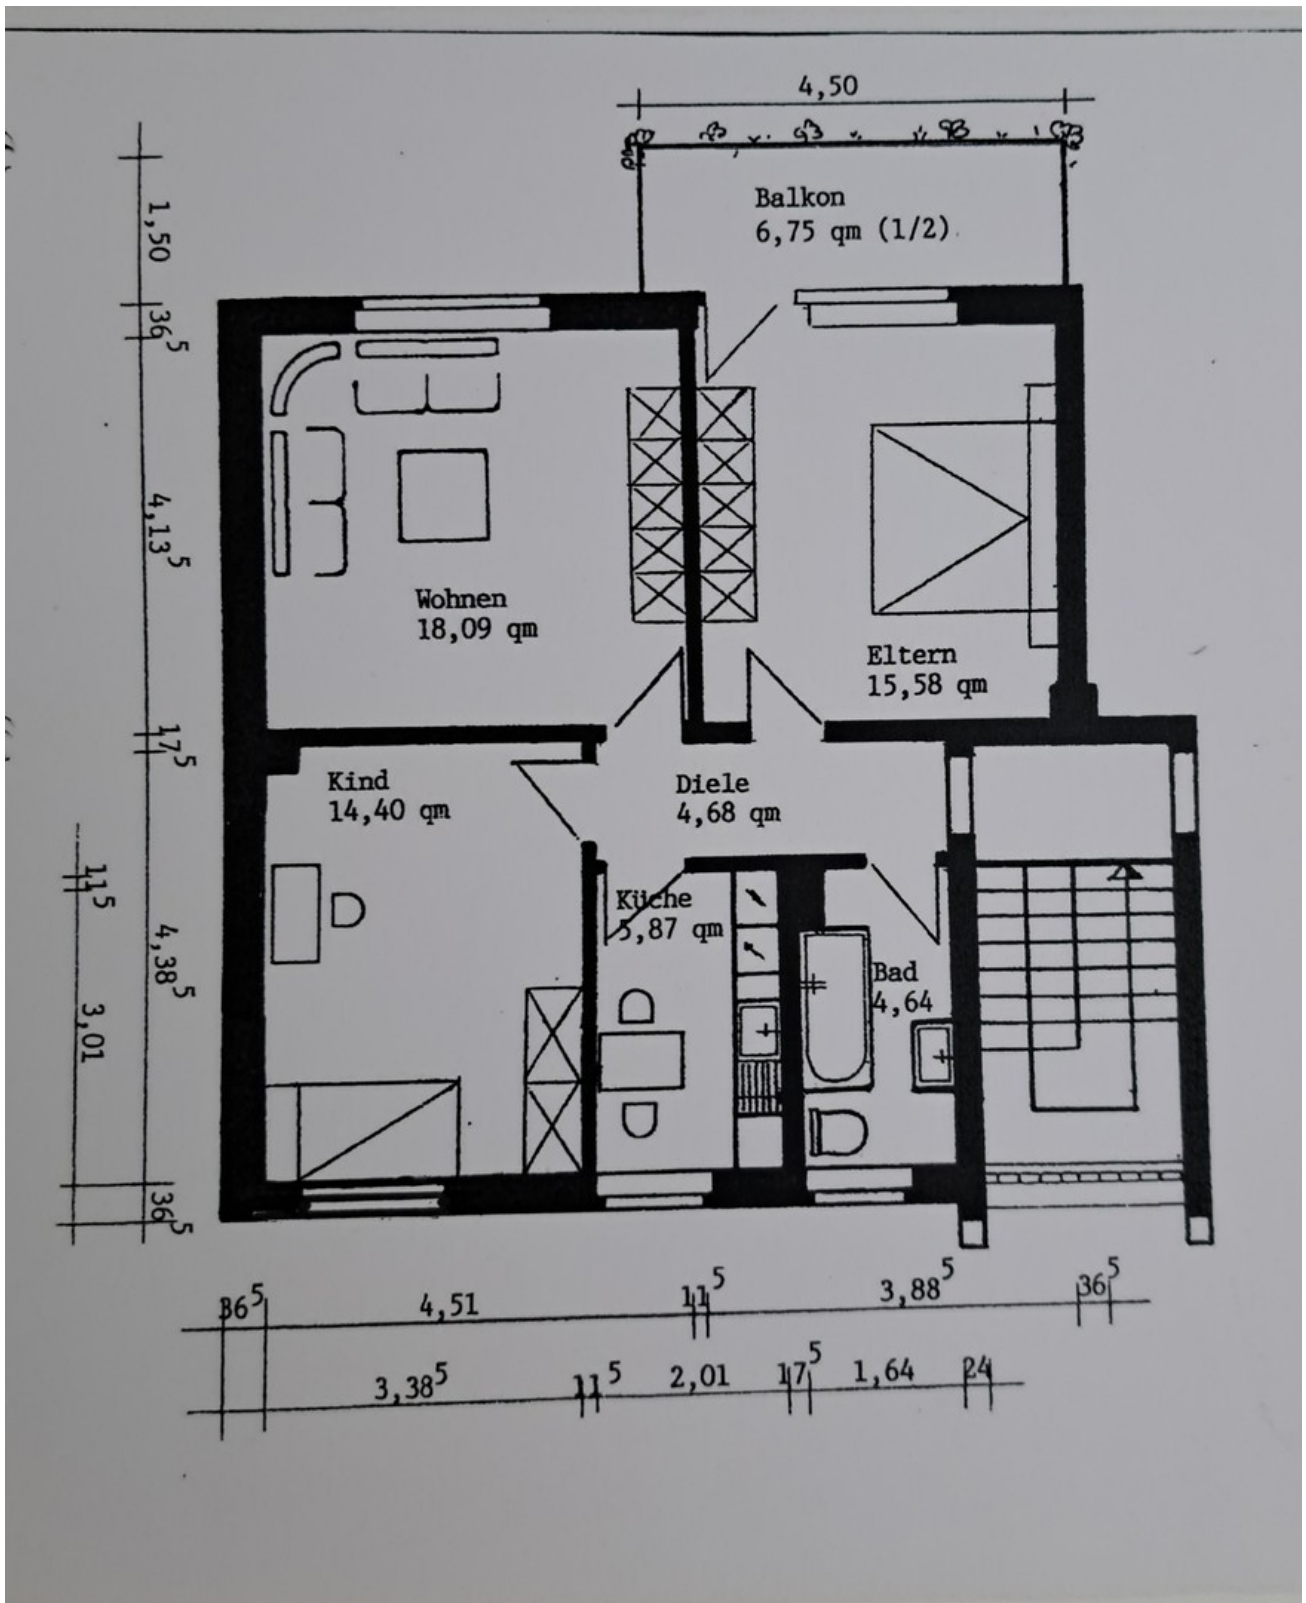 4,50
Balkon
6,75 qm (1/2)
1,50
36⁵
4,13⁵
17⁵
4,38⁵
36⁵
11⁵
3,01
Wohnen
18,09 qm
Eltern
15,58 qm
Kind
14,40 qm
Diele
4,68 qm
Küche
5,87 qm
Bad
4,64
36⁵ 4,51 11⁵ 3,88⁵ 36⁵
3,38⁵ 11⁵ 2,01 17⁵ 1,64 24